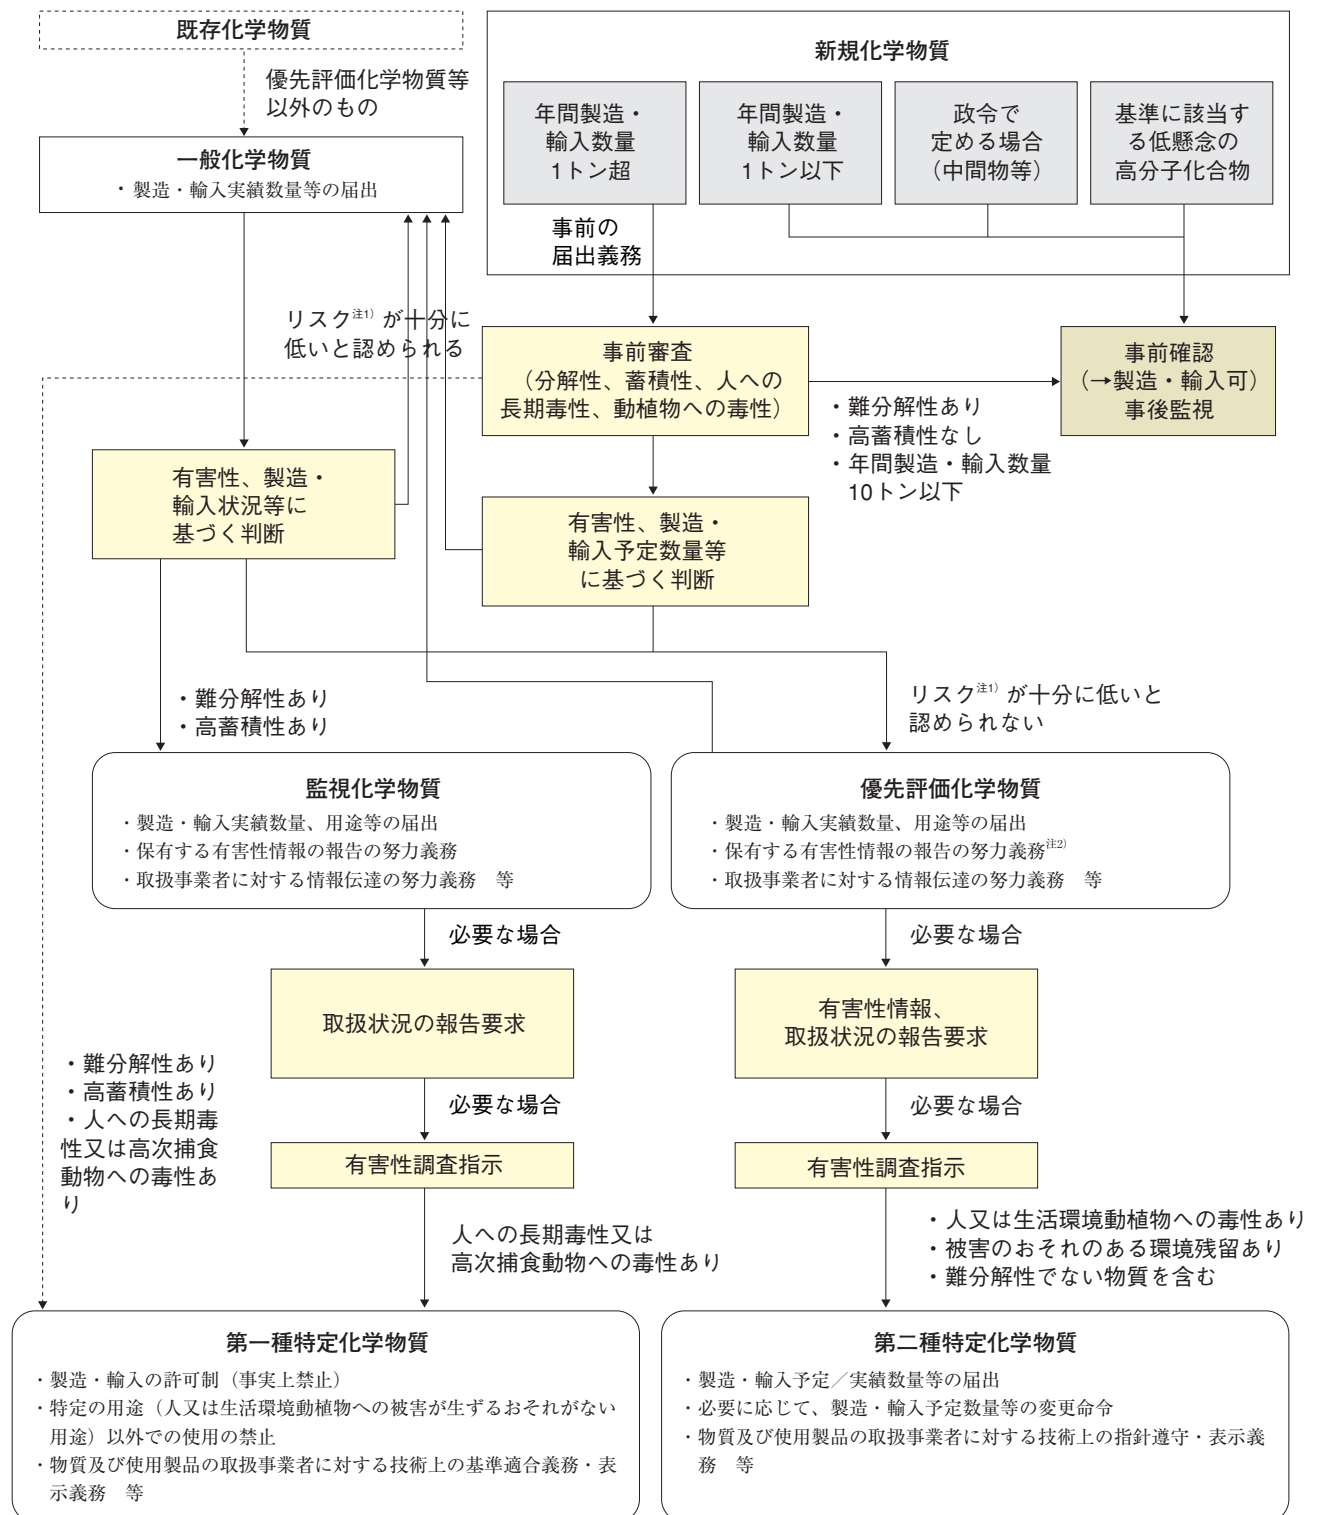 既存化学物質
優先評価化学物質等
以外のもの
一般化学物質
・製造・輸入実績数量等の届出
新規化学物質
年間製造・
輸入数量
1トン超
年間製造・
輸入数量
1トン以下
政令で
定める場合
（中間物等）
基準に該当す
る低懸念の
高分子化合物
事前の
届出義務
リスク注1）が十分に
低いと認められる
事前審査
（分解性、蓄積性、人への
長期毒性、動植物への毒性）
事前確認
（→製造・輸入可）
事後監視
・難分解性あり
・高蓄積性なし
・年間製造・輸入数量
10トン以下
有害性、製造・
輸入状況等に
基づく判断
有害性、製造・
輸入予定数量等
に基づく判断
・難分解性あり
・高蓄積性あり
リスク注1）が十分に低いと
認められない
監視化学物質
・製造・輸入実績数量、用途等の届出
・保有する有害性情報の報告の努力義務
・取扱事業者に対する情報伝達の努力義務　等
優先評価化学物質
・製造・輸入実績数量、用途等の届出
・保有する有害性情報の報告の努力義務注2）
・取扱事業者に対する情報伝達の努力義務　等
必要な場合
必要な場合
取扱状況の報告要求
有害性情報、
取扱状況の報告要求
・難分解性あり
・高蓄積性あり
・人への長期毒
性又は高次捕食
動物への毒性あ
り
必要な場合
必要な場合
有害性調査指示
有害性調査指示
人への長期毒性又は
高次捕食動物への毒性あり
・人又は生活環境動植物への毒性あり
・被害のおそれのある環境残留あり
・難分解性でない物質を含む
第一種特定化学物質
・製造・輸入の許可制（事実上禁止）
・特定の用途（人又は生活環境動植物への被害が生ずるおそれがない
用途）以外での使用の禁止
・物質及び使用製品の取扱事業者に対する技術上の基準適合義務・表
示義務　等
第二種特定化学物質
・製造・輸入予定／実績数量等の届出
・必要に応じて、製造・輸入予定数量等の変更命令
・物質及び使用製品の取扱事業者に対する技術上の指針遵守・表示義
務　等